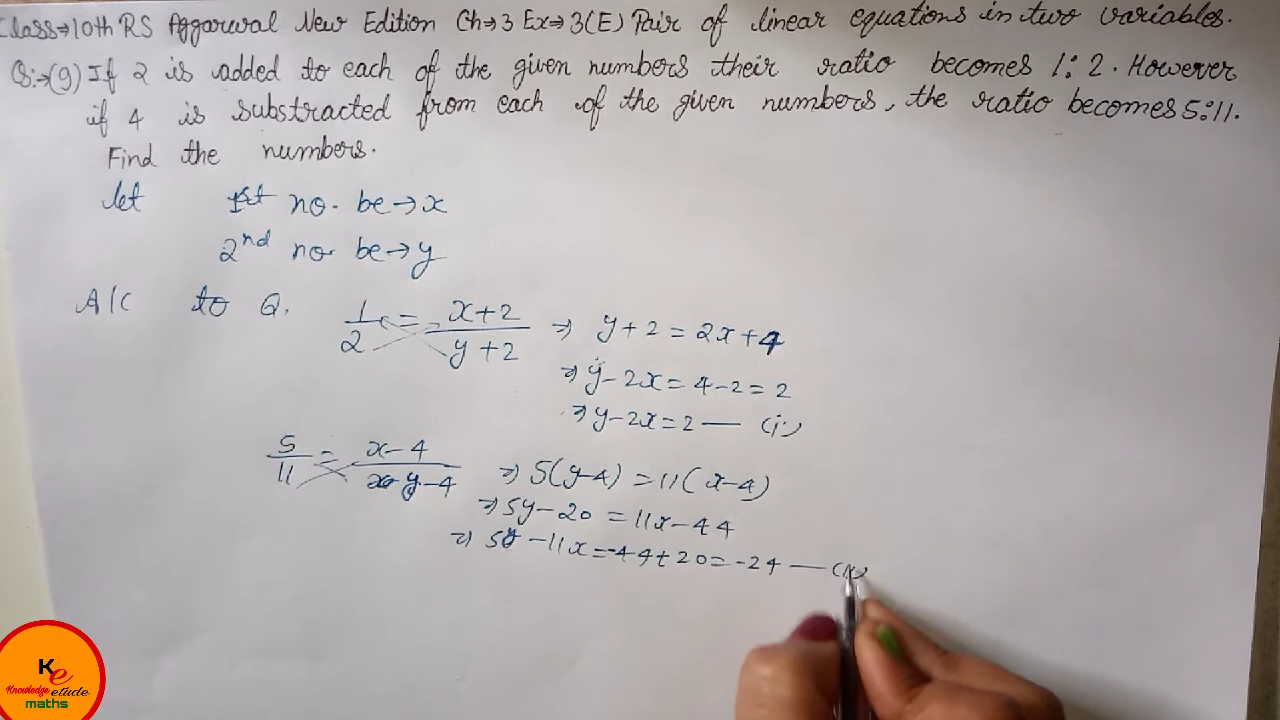 Class→10th RS Aggarwal New Edition Ch→3 Ex→3(E) Pair of linear equations in two variables.
Q:→(9) If 2 is added to each of the given numbers their ratio becomes 1:2. However
if 4 is substracted from each of the given numbers, the ratio becomes 5:11.
Find the numbers.
let 1st no. be→x
2nd no. be→y
A/C to Q. 1/2 = x+2/y+2 ⇒ y+2 = 2x+4
⇒ y-2x = 4-2 = 2
⇒ y-2x = 2 — (i)
5/11 = x-4/y-4 ⇒ 5(y-4) = 11(x-4)
⇒ 5y-20 = 11x-44
⇒ 5y-11x = -44+20 = -24 —
Ke
Knowledge etude
maths